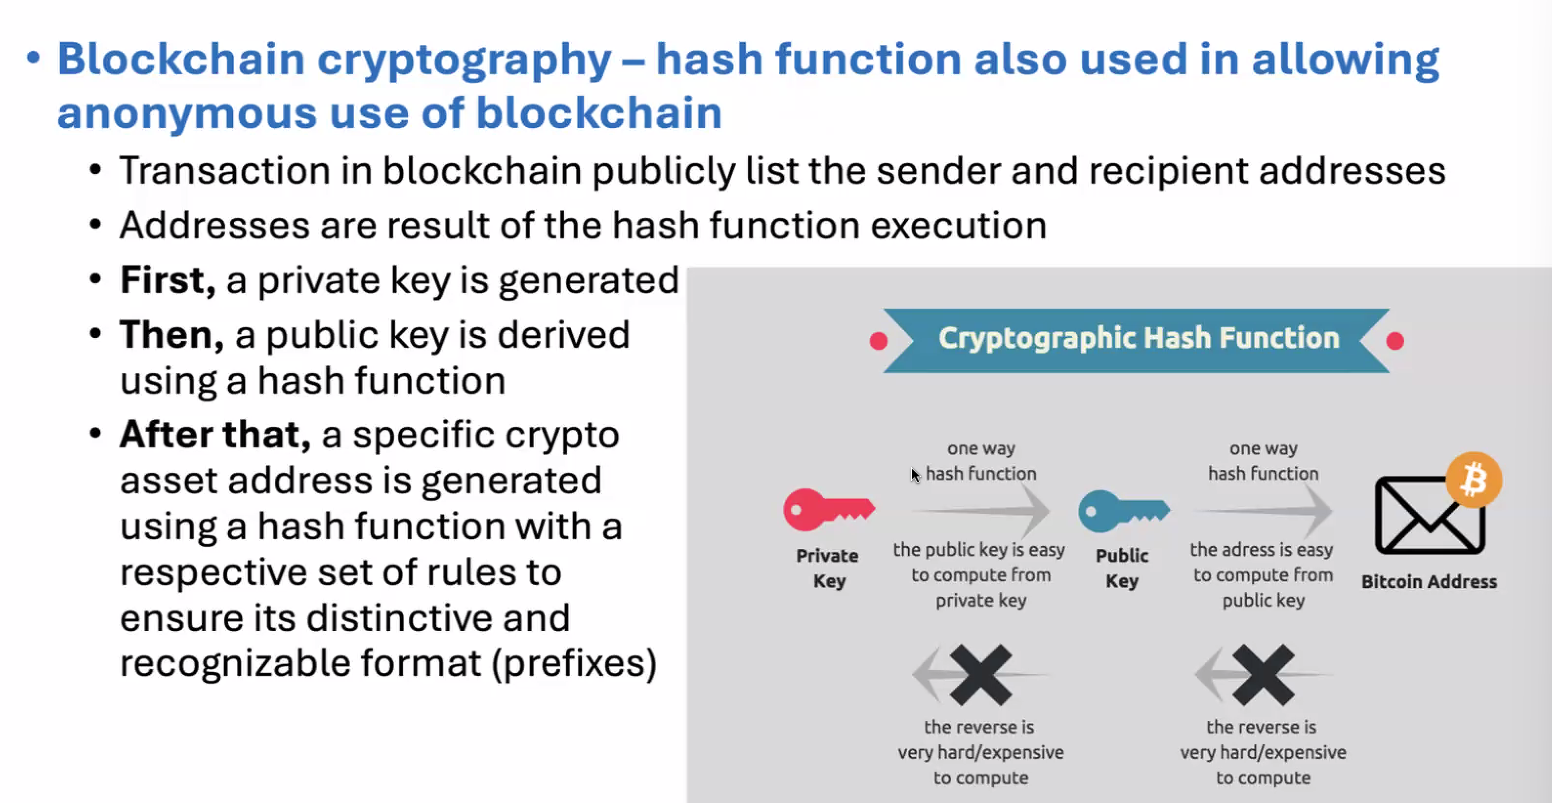 • Blockchain cryptography – hash function also used in allowing
anonymous use of blockchain
• Transaction in blockchain publicly list the sender and recipient addresses
• Addresses are result of the hash function execution
• First, a private key is generated
• Then, a public key is derived
using a hash function
• After that, a specific crypto
asset address is generated
using a hash function with a
respective set of rules to
ensure its distinctive and
recognizable format (prefixes)
Cryptographic Hash Function
one way
hash function
one way
hash function
Private
Key
the public key is easy
to compute from
private key
Public
Key
the adress is easy
to compute from
public key
Bitcoin Address
the reverse is
very hard/expensive
to compute
the reverse is
very hard/expensive
to compute